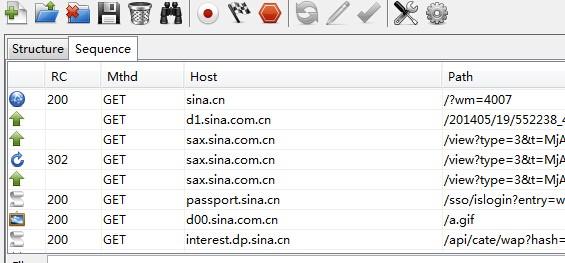 Structure Sequence
RC Mthd Host Path
200 GET sina.cn /?wm=4007
GET d1.sina.com.cn /201405/19/552238_
GET sax.sina.com.cn /view?type=3&t=MjA
302 GET sax.sina.com.cn /view?type=3&t=MjA
GET sax.sina.com.cn /view?type=3&t=MjA
200 GET passport.sina.cn /sso/islogin?entry=w
200 GET d00.sina.com.cn /a.gif
200 GET interest.dp.sina.cn /api/cate/wap?hash=